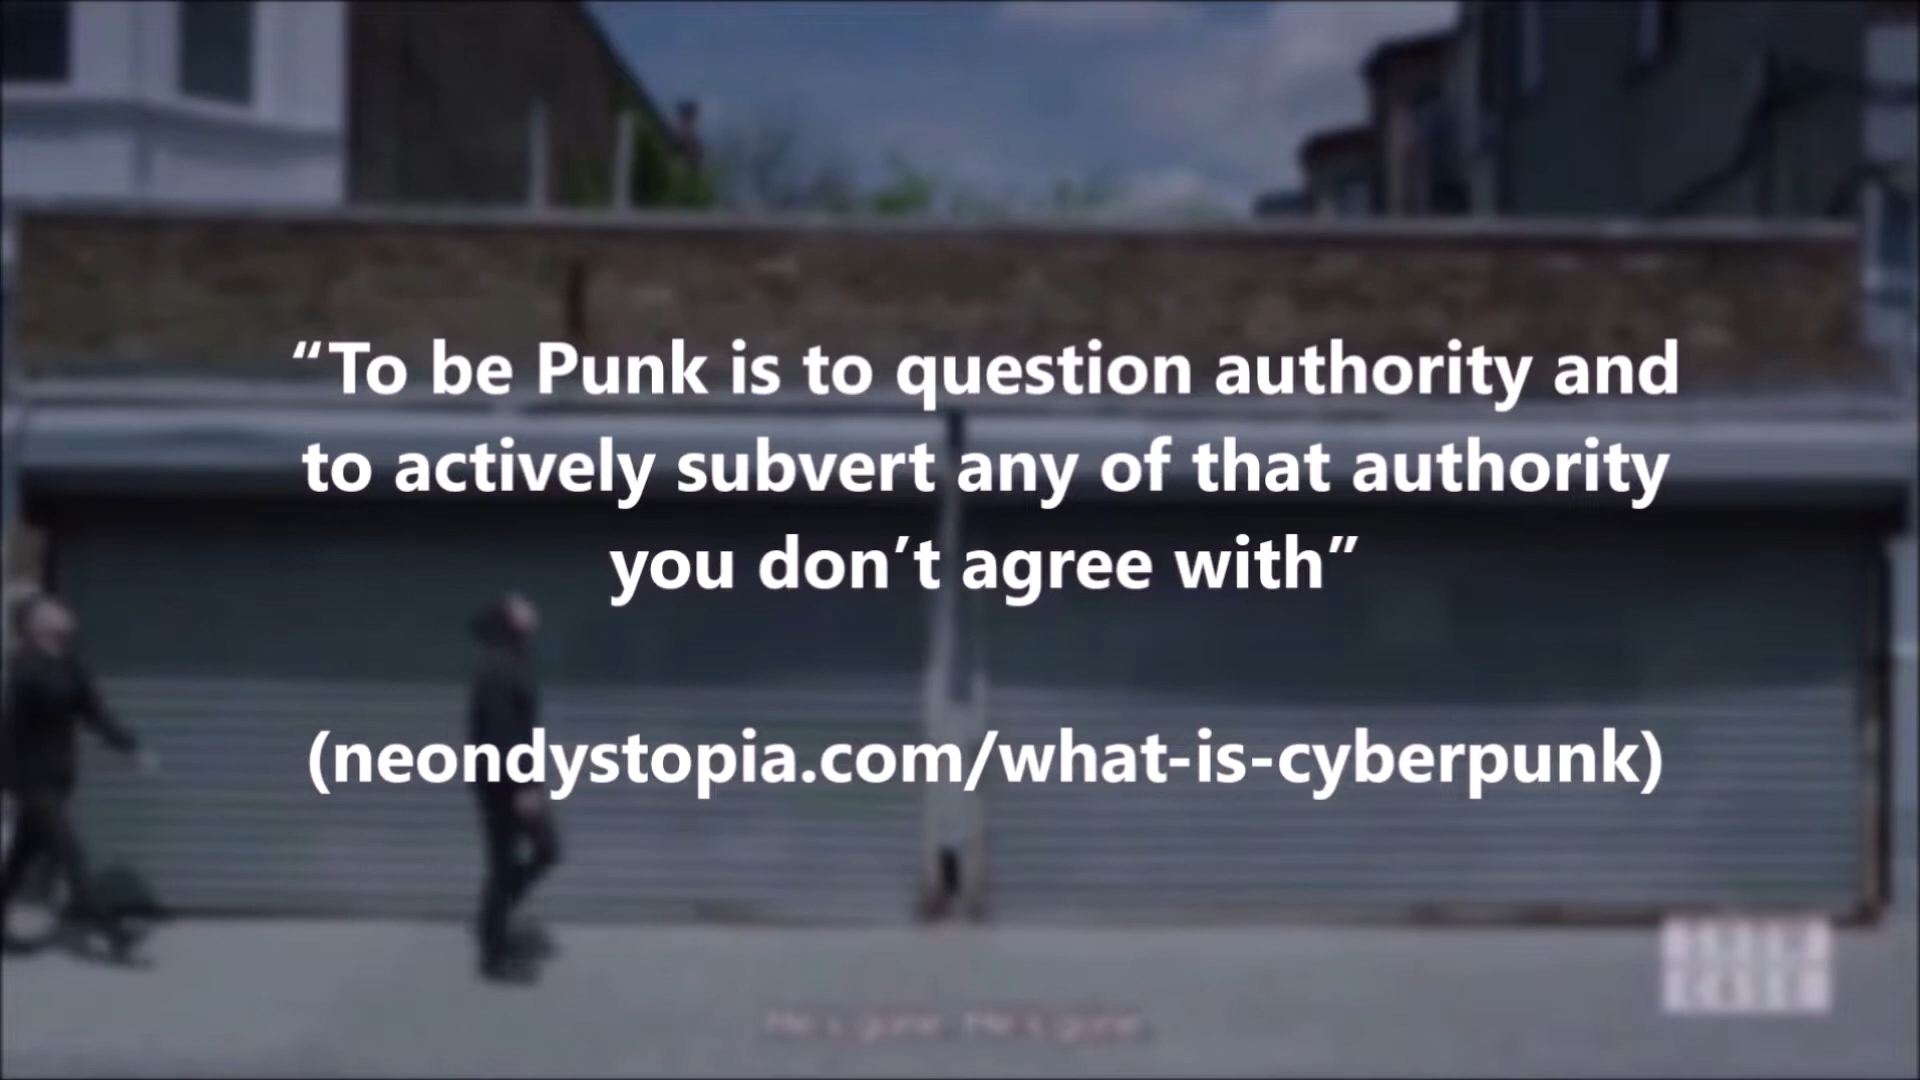 “To be Punk is to question authority and
to actively subvert any of that authority
you don’t agree with”
(neondystopia.com/what-is-cyberpunk)